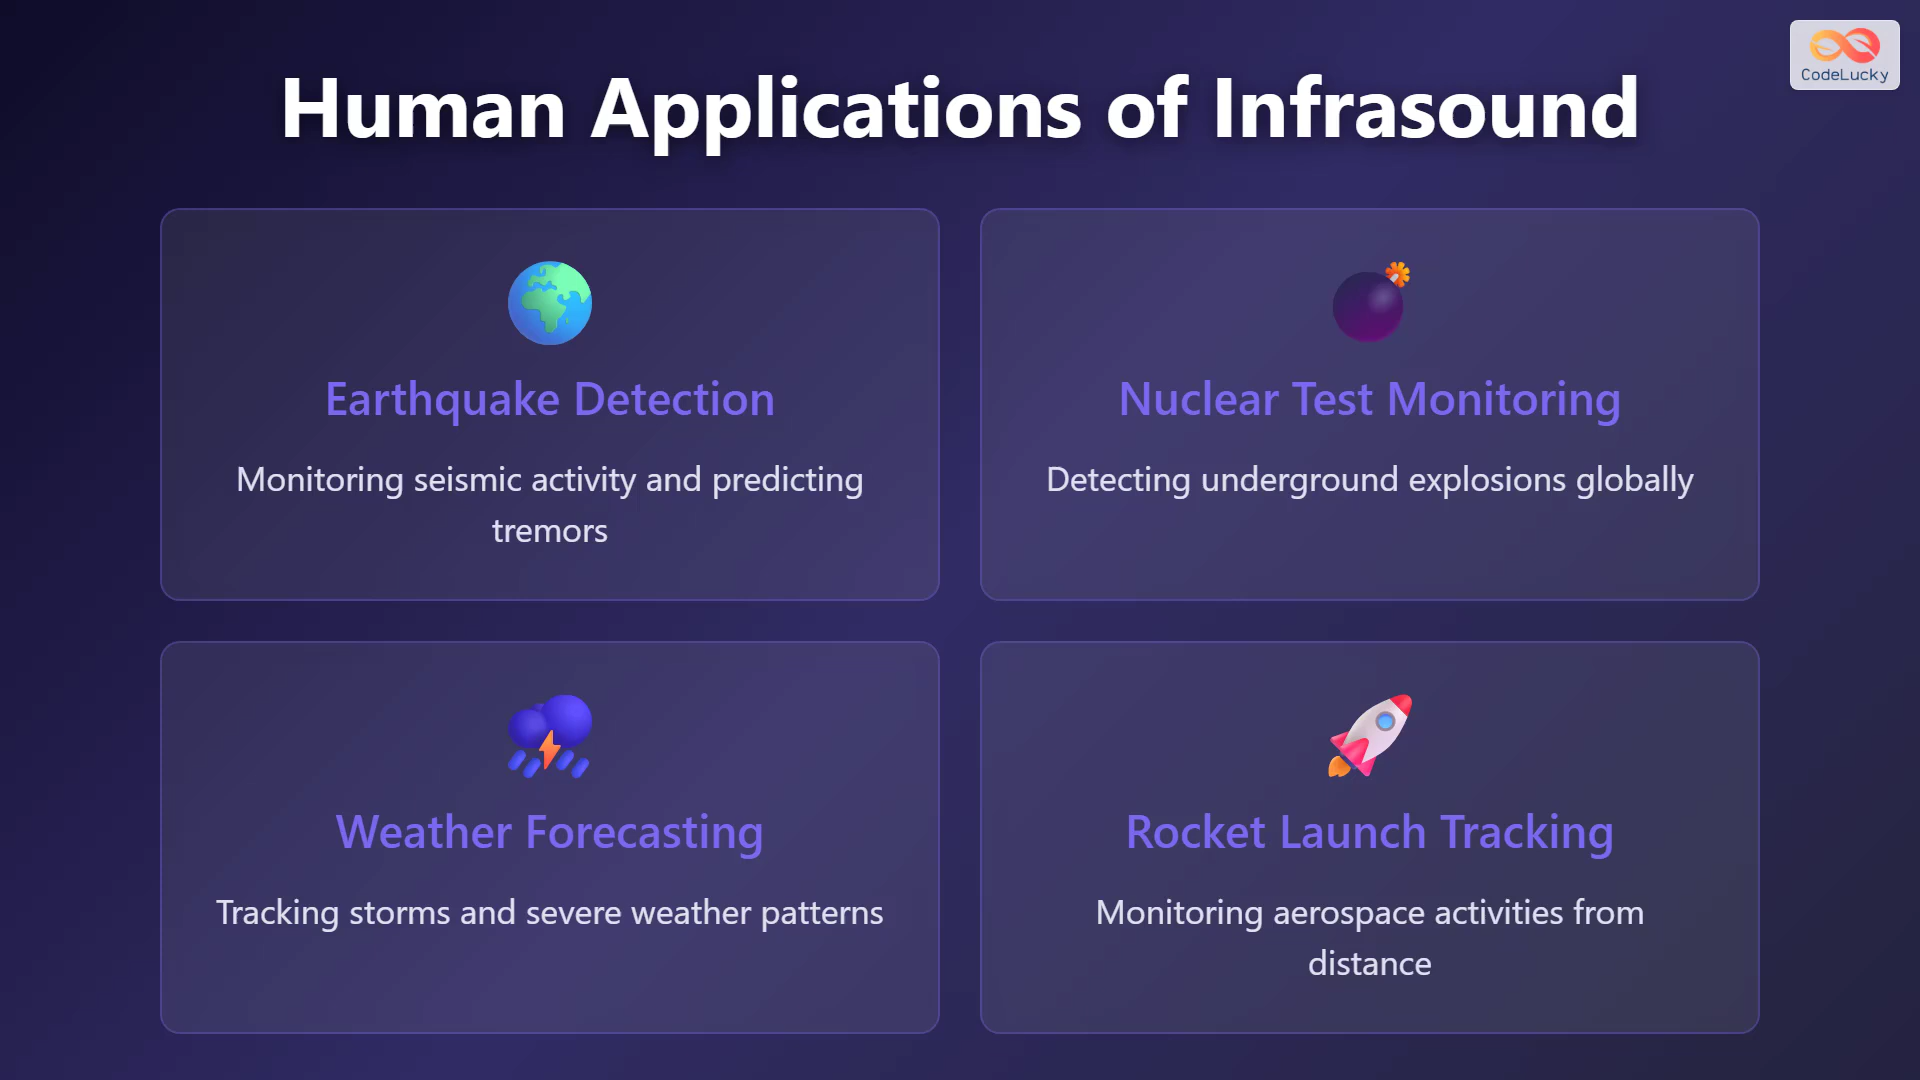 CodeLucky
Human Applications of Infrasound
Earthquake Detection
Monitoring seismic activity and predicting
tremors
Nuclear Test Monitoring
Detecting underground explosions globally
Weather Forecasting
Tracking storms and severe weather patterns
Rocket Launch Tracking
Monitoring aerospace activities from
distance